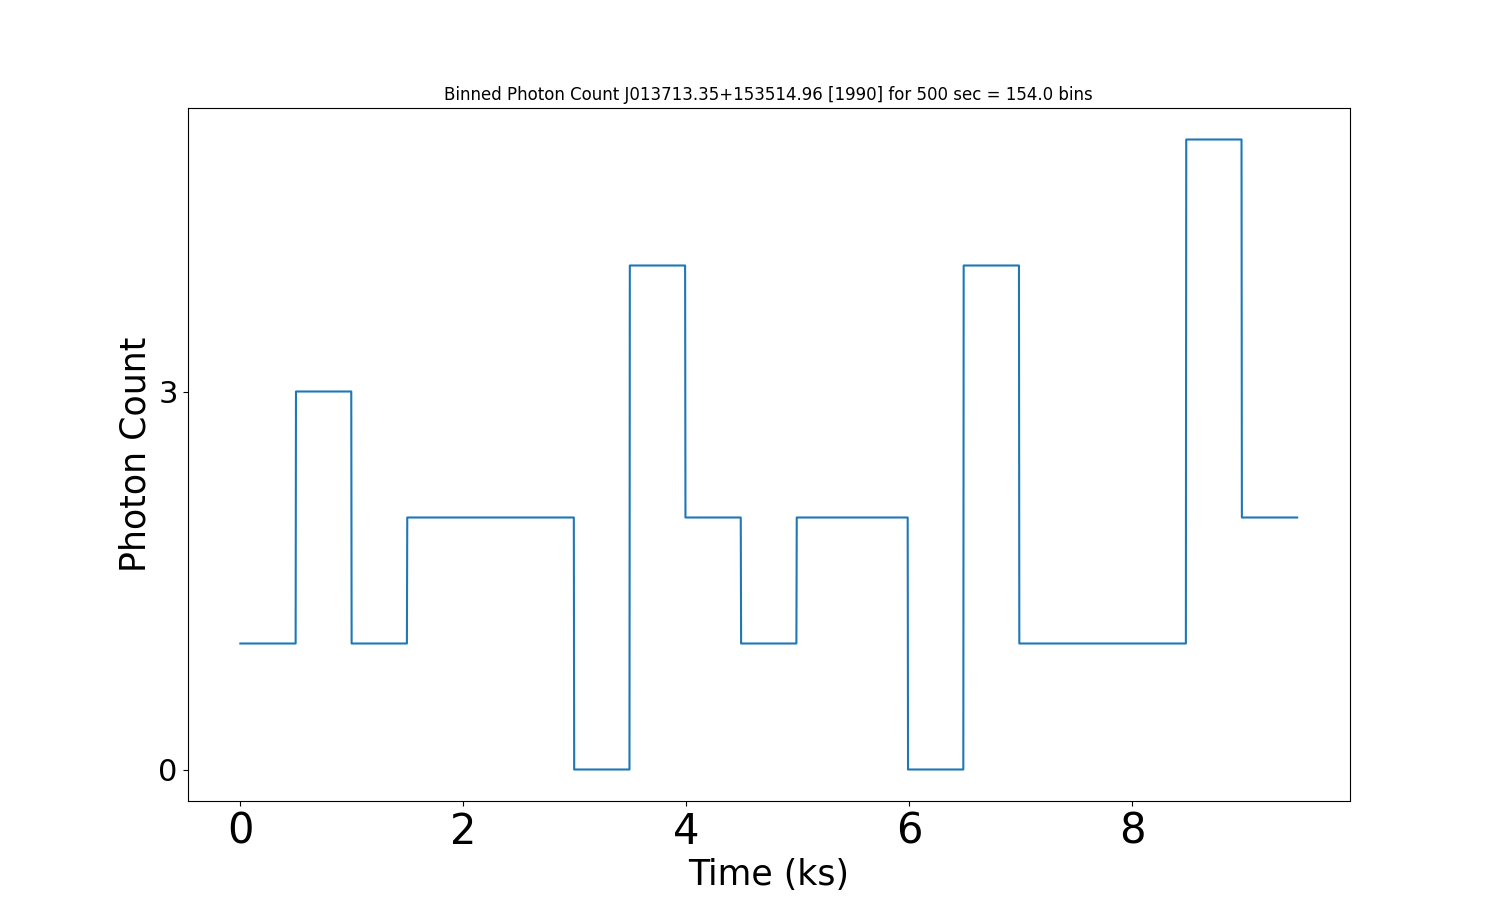 Binned Photon Count J013713.35+153514.96 [1990] for 500 sec = 154.0 bins
Photon Count
3
0
0 2 4 6 8
Time (ks)